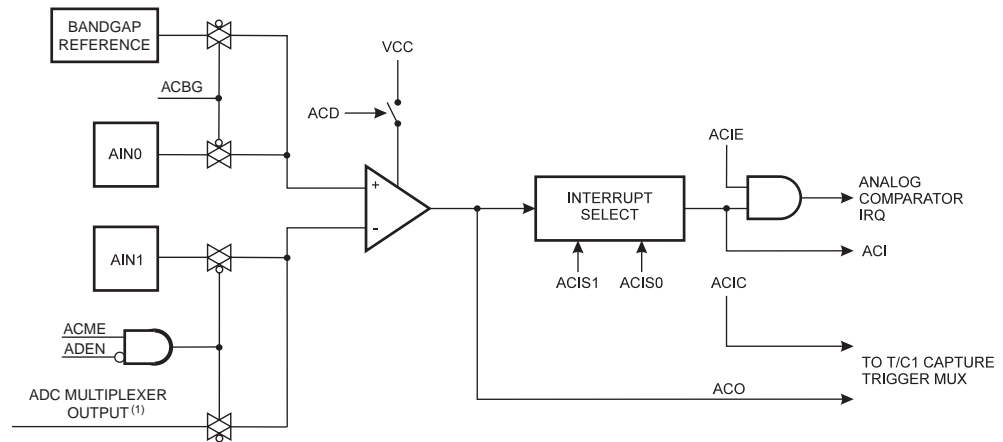 BANDGAP
REFERENCE
ACBG
AIN0
VCC
ACD
+
-
AIN1
ACME
ADEN
ADC MULTIPLEXER
OUTPUT (1)
INTERRUPT
SELECT
ACIS1
ACIS0
ACIE
ANALOG
COMPARATOR
IRQ
ACI
ACIC
TO T/C1 CAPTURE
TRIGGER MUX
ACO